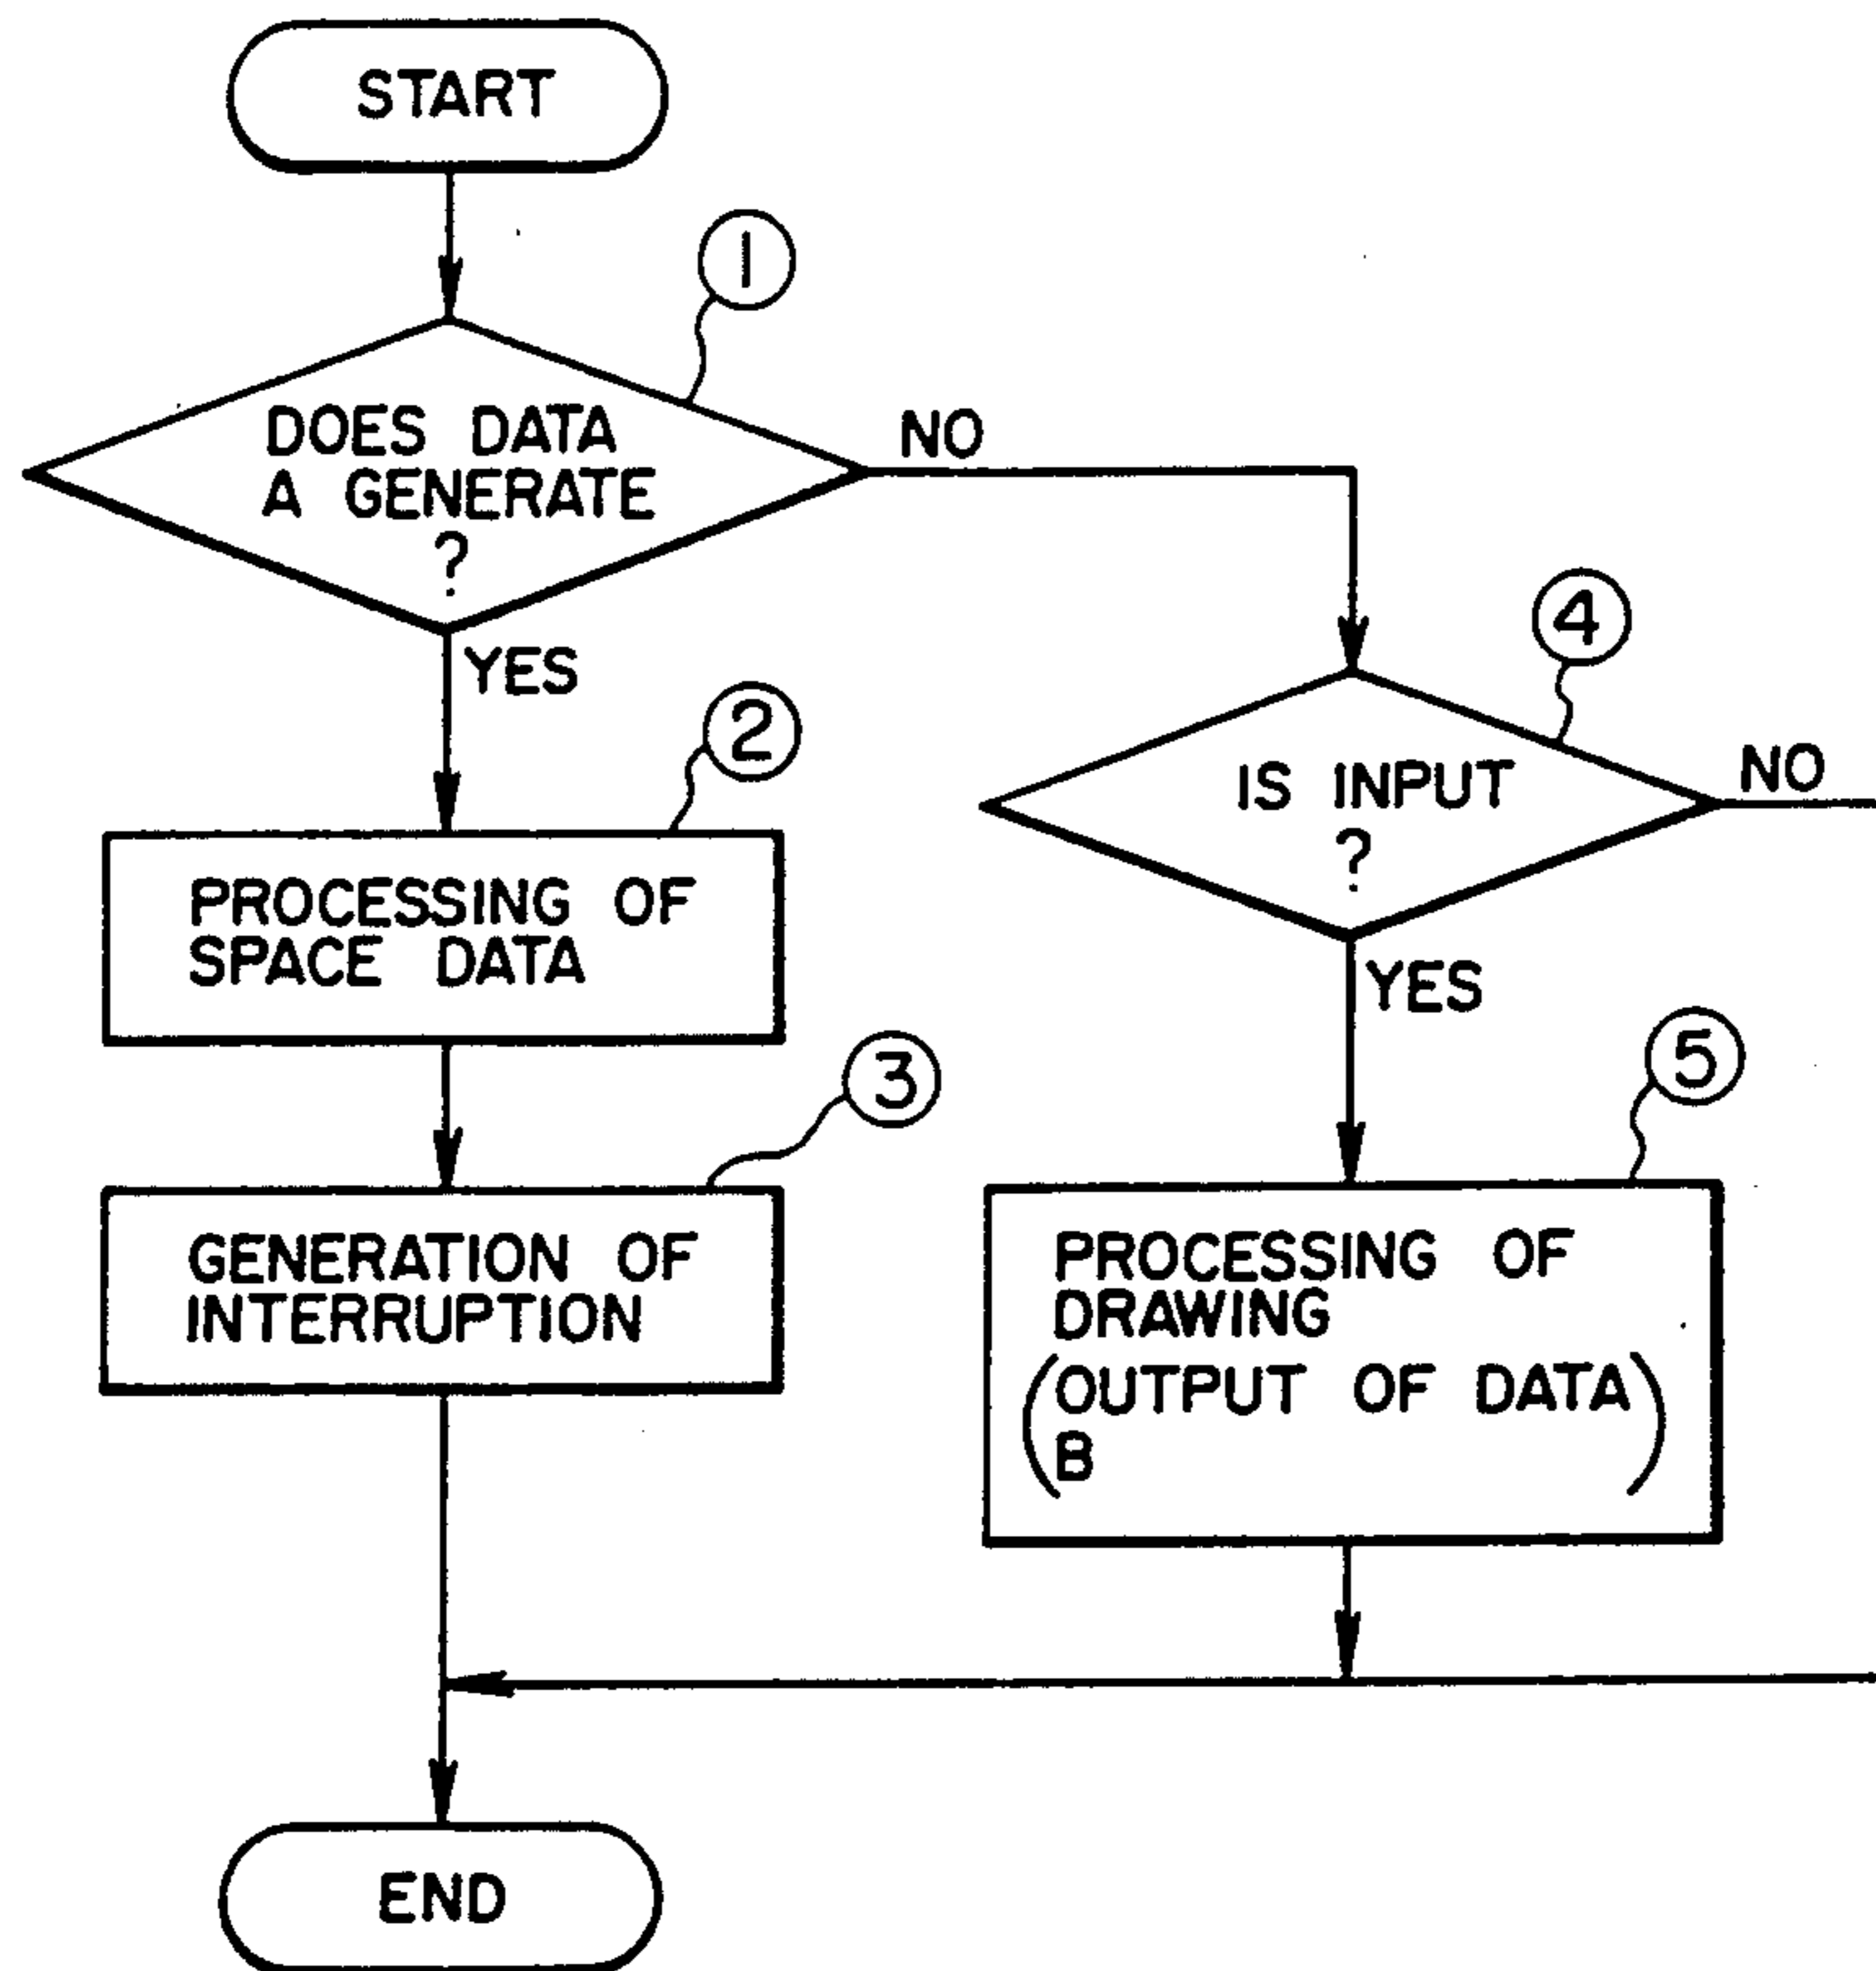 START
1
DOES DATA
A GENERATE
?
NO
YES
2
PROCESSING OF
SPACE DATA
3
GENERATION OF
INTERRUPTION
4
IS INPUT
?
NO
YES
5
PROCESSING OF
DRAWING
(OUTPUT OF DATA
B)
END